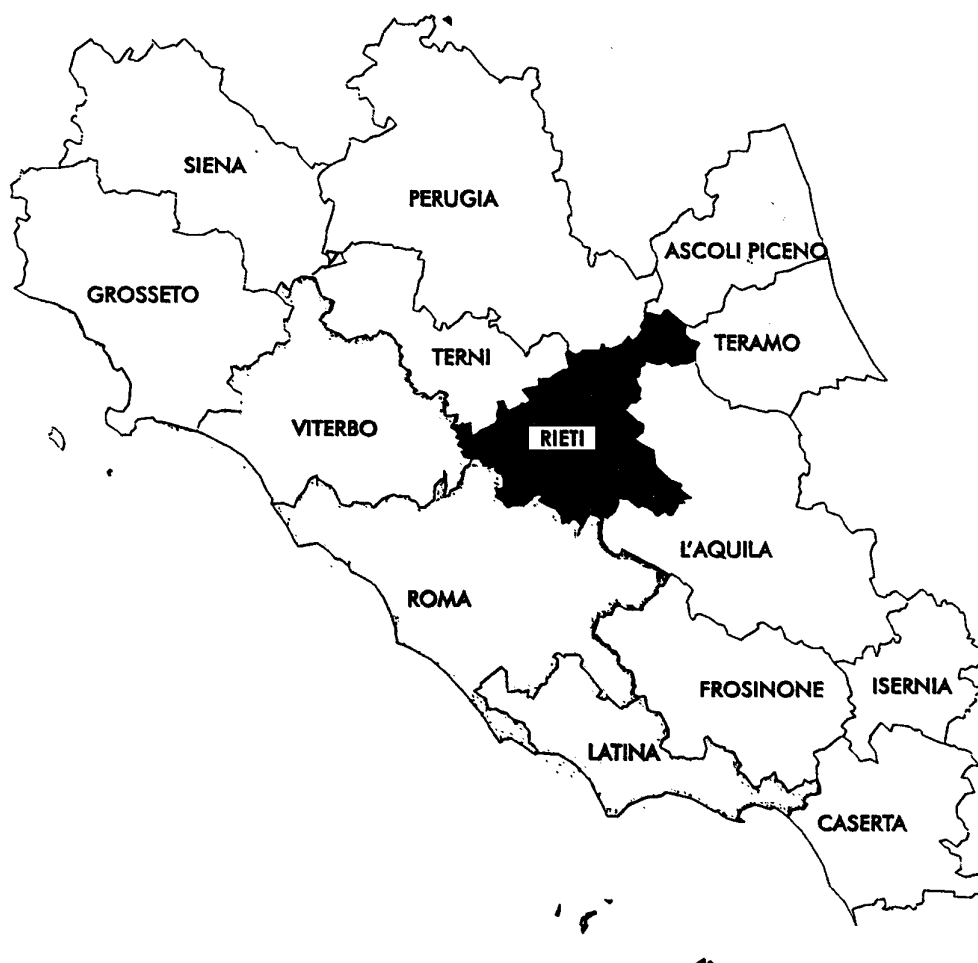 SIENA
PERUGIA
ASCOLI PICENO
GROSSETO
TERAMO
TERNI
VITERBO
RIETI
L'AQUILA
ROMA
FROSINONE
ISERNIA
LATINA
CASERTA